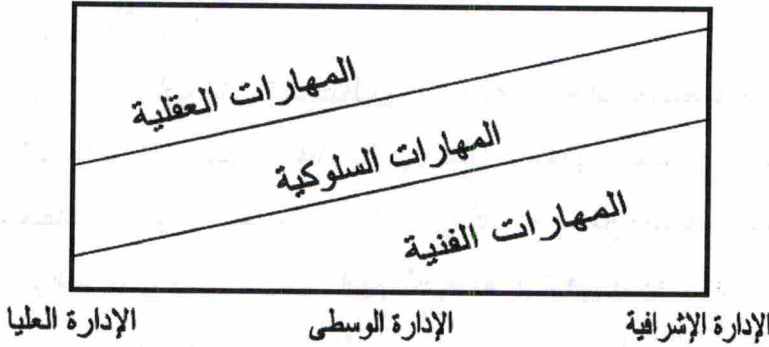 المهارات العقلية
المهارات السلوكية
المهارات الفنية
الإدارة الإشرافية
الإدارة الوسطى
الإدارة العليا